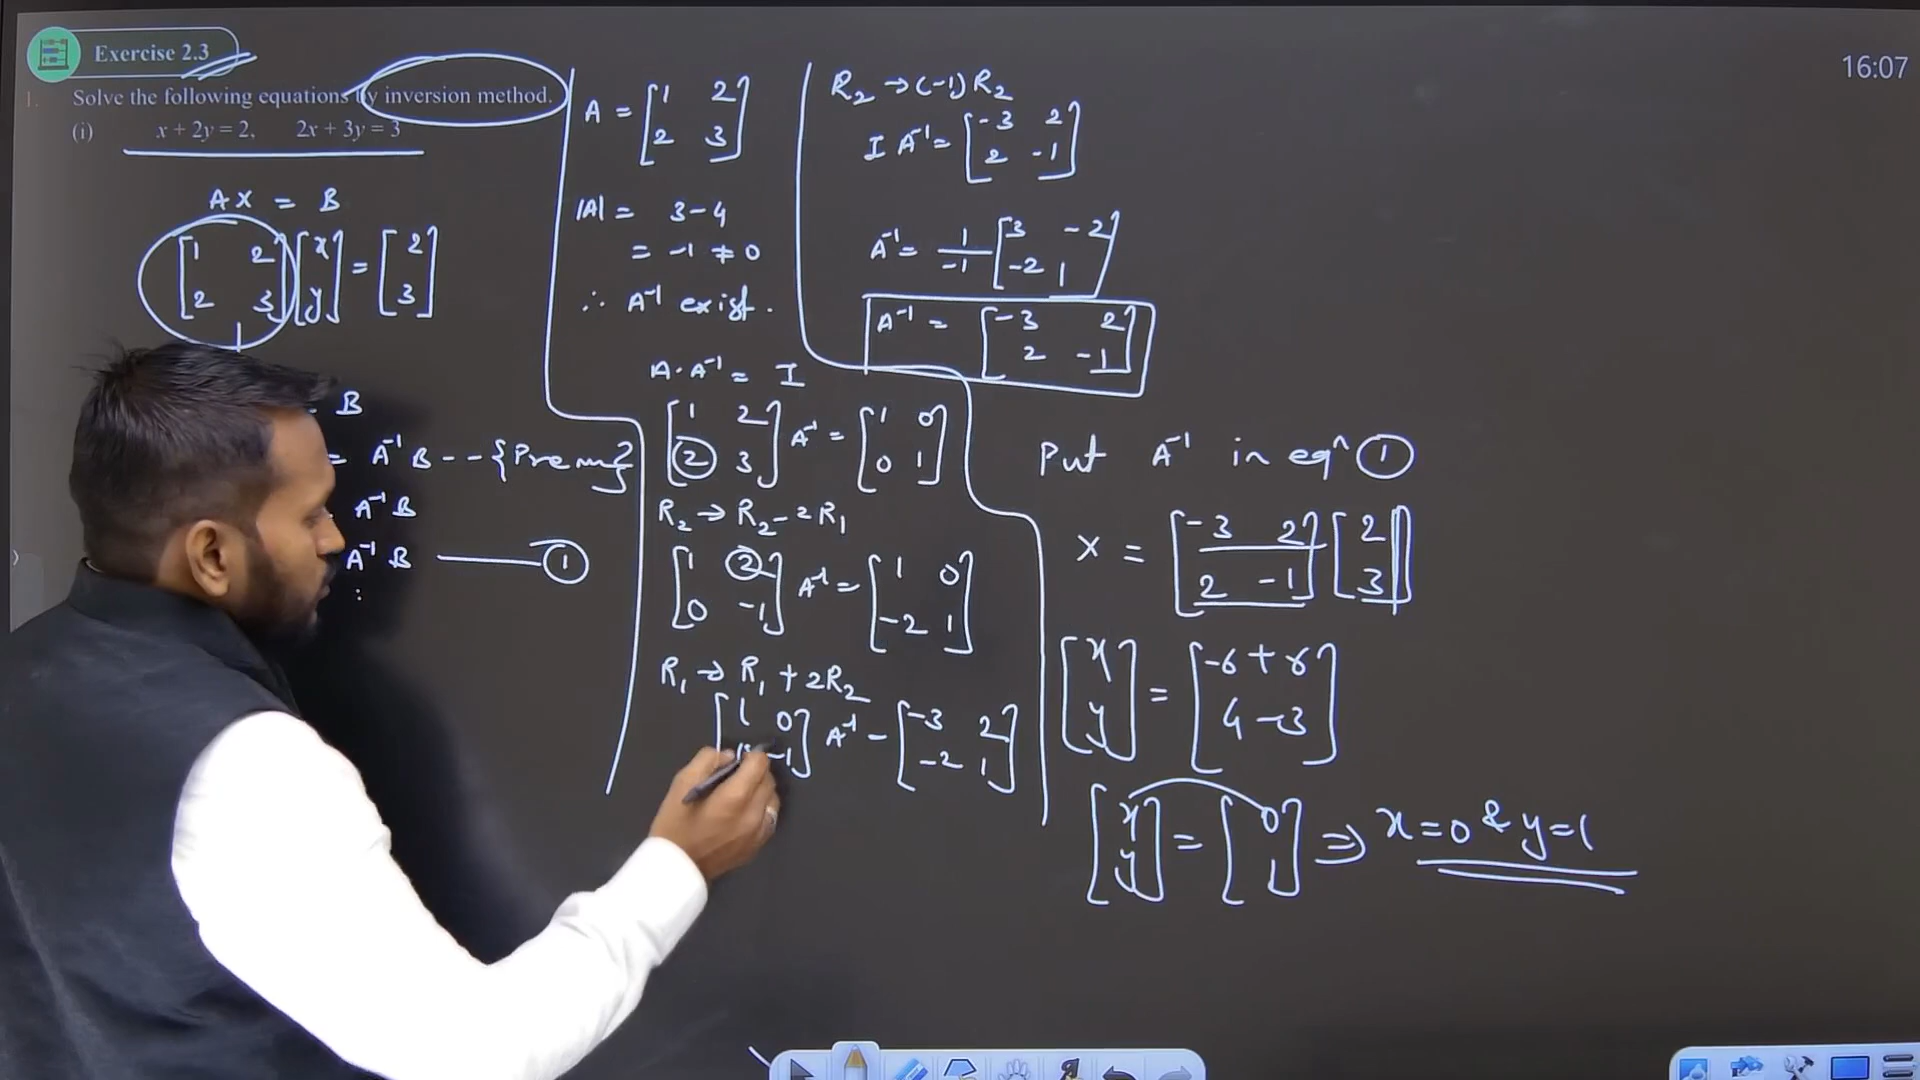 Exercise 2.3
16:07
1. Solve the following equations by inversion method.
(i) x + 2y = 2, 2x + 3y = 3
AX = B
[1 2
2 3] [x
y] = [2
3]
= B
= A⁻¹B -- {Prem}
A⁻¹B
A⁻¹B ——— ①
:
A = [1 2
2 3]
|A| = 3-4
= -1 ≠ 0
∴ A⁻¹ exist.
A·A⁻¹ = I
[1 2
2 3] A⁻¹ = [1 0
0 1]
R₂ → R₂-2R₁
[1 2
0 -1] A⁻¹ = [1 0
-2 1]
R₁ → R₁ + 2R₂
[1 0
-1] A⁻¹ = [-3 2
-2 1]
R₂ → (-1)R₂
I A⁻¹ = [-3 2
2 -1]
A⁻¹ = 1/-1 [3 -2
-2 1]
A⁻¹ = [-3 2
2 -1]
Put A⁻¹ in eqⁿ ①
X = [-3 2
2 -1] [2
3]
[x
y] = [-6+6
4-3]
[x
y] = [0
1] ⇒ x=0 & y=1